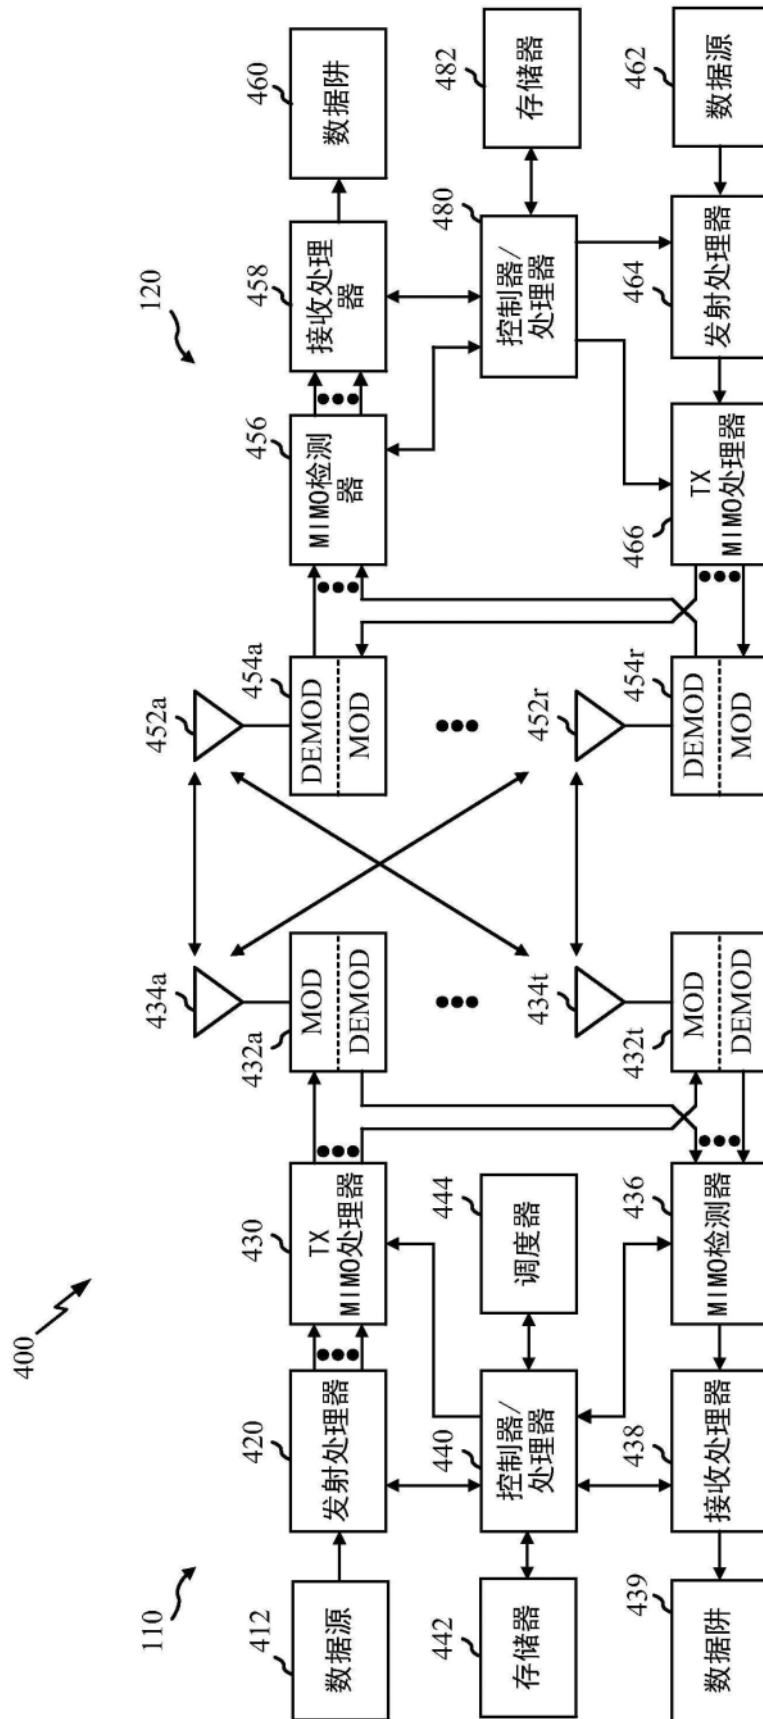 400
110
120
412
数据源
420
发射处理器
430
TX
MIMO处理器
432a
MOD
DEMOD
434a
452a
454a
DEMOD
MOD
456
MIMO检测
器
458
接收处理
器
460
数据阱
442
存储器
440
控制器/
处理器
444
调度器
434t
452r
480
控制器/
处理器
482
存储器
439
数据阱
438
接收处理器
436
MIMO检测器
432t
MOD
DEMOD
454r
DEMOD
MOD
466
TX
MIMO处理器
464
发射处理器
462
数据源